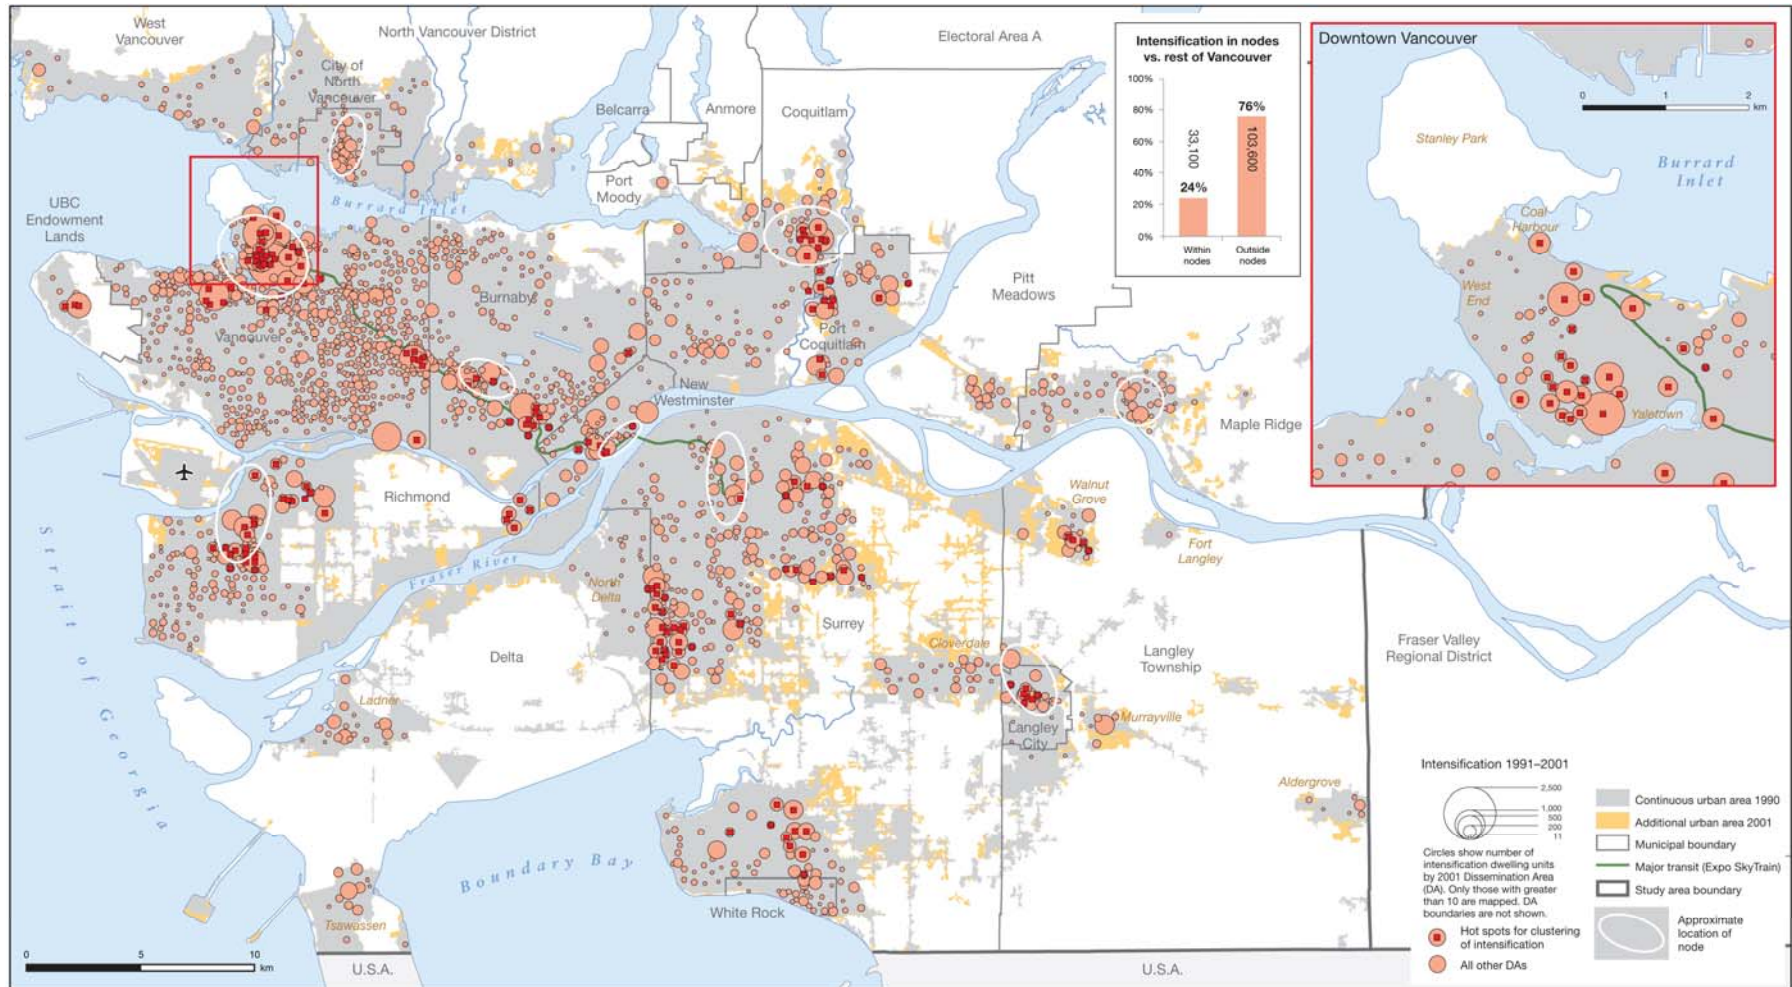 West
Vancouver
North Vancouver District
City of
North
Vancouver
Electoral Area A
Belcarra
Anmore
Coquitlam
Port
Moody
Burrard Inlet
UBC
Endowment
Lands
Burnaby
Vancouver
Port
Coquitlam
Pitt
Meadows
New
Westminster
Maple Ridge
Richmond
Walnut
Grove
Fort
Langley
Fraser River
Strait of Georgia
North
Delta
Surrey
Delta
Cloverdale
Langley
Township
Fraser Valley
Regional District
Ladner
Langley
City
Murrayville
Aldergrove
Boundary Bay
White Rock
Tsawassen
U.S.A.
U.S.A.
0 5 10
km
Intensification in nodes
vs. rest of Vancouver
100%
80%
60%
40%
20%
0%
33,100
24%
76%
103,600
Within
nodes
Outside
nodes
Downtown Vancouver
0 1 2
km
Stanley Park
Burrard
Inlet
Coal
Harbour
West
End
Yaletown
Intensification 1991–2001
2,500
1,000
500
200
11
Circles show number of
intensification dwelling units
by 2001 Dissemination Area
(DA). Only those with greater
than 10 are mapped. DA
boundaries are not shown.
Hot spots for clustering
of intensification
All other DAs
Continuous urban area 1990
Additional urban area 2001
Municipal boundary
Major transit (Expo SkyTrain)
Study area boundary
Approximate
location of
node